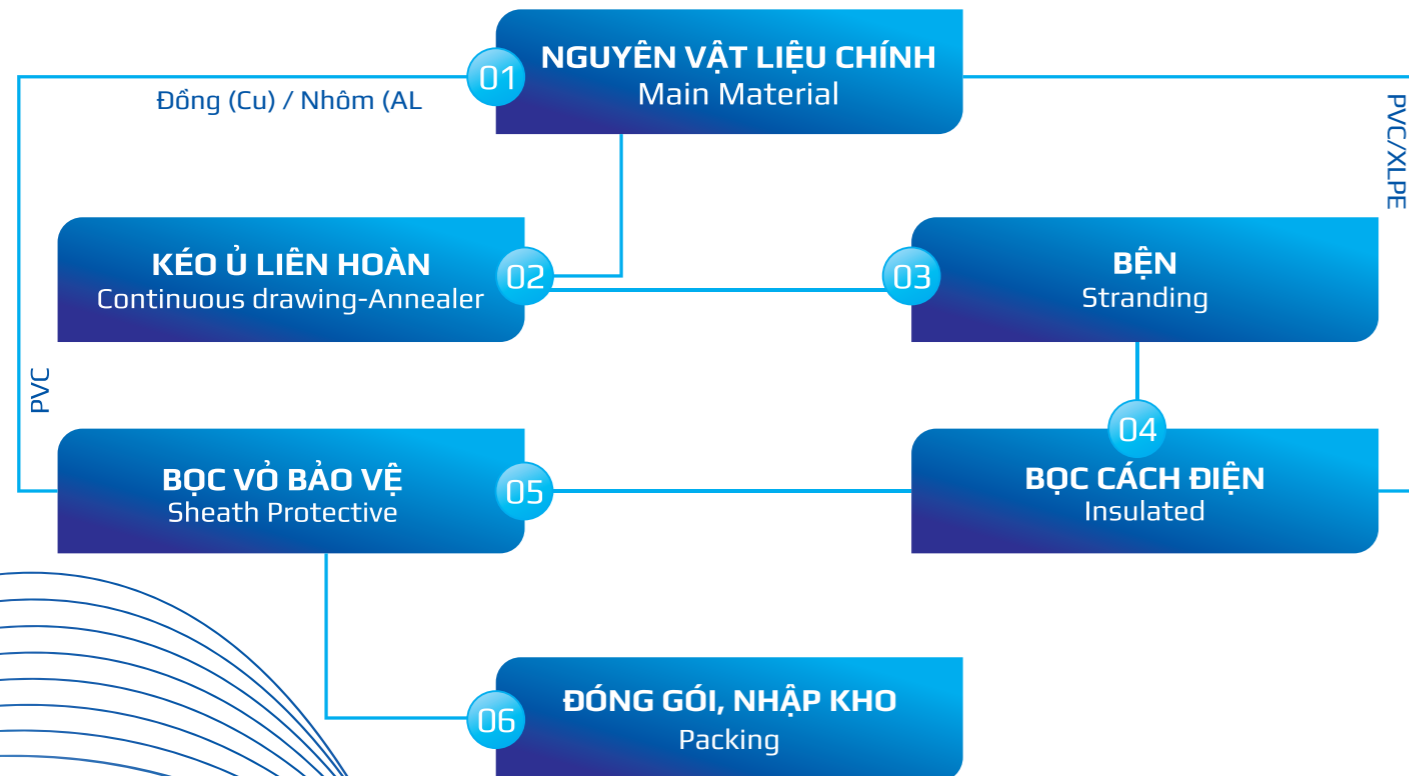 01
NGUYÊN VẬT LIỆU CHÍNH
Main Material
Đồng (Cu) / Nhôm (AL
PVC/XLPE
KÉO Ủ LIÊN HOÀN
Continuous drawing-Annealer
02
03
BỆN
Stranding
PVC
04
BỌC VỎ BẢO VỆ
Sheath Protective
05
BỌC CÁCH ĐIỆN
Insulated
06
ĐÓNG GÓI, NHẬP KHO
Packing